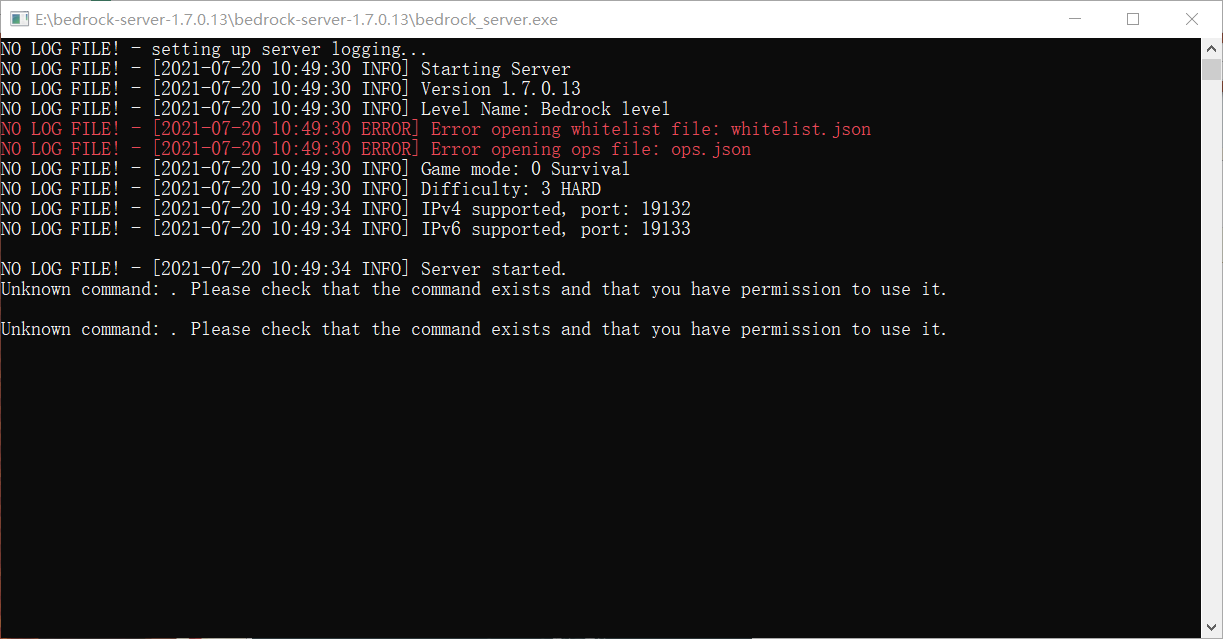 E:\bedrock-server-1.7.0.13\bedrock-server-1.7.0.13\bedrock_server.exe
NO LOG FILE! - setting up server logging...
NO LOG FILE! - [2021-07-20 10:49:30 INFO] Starting Server
NO LOG FILE! - [2021-07-20 10:49:30 INFO] Version 1.7.0.13
NO LOG FILE! - [2021-07-20 10:49:30 INFO] Level Name: Bedrock level
NO LOG FILE! - [2021-07-20 10:49:30 ERROR] Error opening whitelist file: whitelist.json
NO LOG FILE! - [2021-07-20 10:49:30 ERROR] Error opening ops file: ops.json
NO LOG FILE! - [2021-07-20 10:49:30 INFO] Game mode: 0 Survival
NO LOG FILE! - [2021-07-20 10:49:30 INFO] Difficulty: 3 HARD
NO LOG FILE! - [2021-07-20 10:49:34 INFO] IPv4 supported, port: 19132
NO LOG FILE! - [2021-07-20 10:49:34 INFO] IPv6 supported, port: 19133
NO LOG FILE! - [2021-07-20 10:49:34 INFO] Server started.
Unknown command: . Please check that the command exists and that you have permission to use it.
Unknown command: . Please check that the command exists and that you have permission to use it.